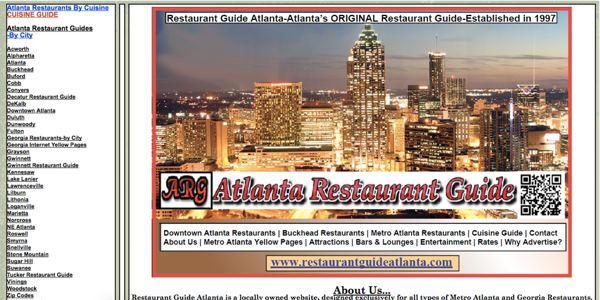 Atlanta Restaurants By Cuisine
CUISINE GUIDE
Atlanta Restaurant Guides
-By City
Acworth
Alpharetta
Atlanta
Buckhead
Buford
Cobb
Conyers
Decatur Restaurant Guide
DeKalb
Downtown Atlanta
Duluth
Dunwoody
Fulton
Georgia Restaurants-by City
Georgia Internet Yellow Pages
Grayson
Gwinnett
Gwinnett Restaurant Guide
Kennesaw
Lake Lanier
Lawrenceville
Lilburn
Lithonia
Loganville
Marietta
Norcross
NE Atlanta
Roswell
Smyrna
Snellville
Stone Mountain
Sugar Hill
Suwanee
Tucker Restaurant Guide
Vinings
Woodstock
Zip Codes
Restaurant Guide Atlanta-Atlanta's ORIGINAL Restaurant Guide-Established in 1997
ARG Atlanta Restaurant Guide
Downtown Atlanta Restaurants | Buckhead Restaurants | Metro Atlanta Restaurants | Cuisine Guide | Contact
About Us | Metro Atlanta Yellow Pages | Attractions | Bars & Lounges | Entertainment | Rates | Why Advertise?
www.restaurantguideatlanta.com
About Us...
Restaurant Guide Atlanta is a locally owned website, designed exclusively for all types of Metro Atlanta and Georgia Restaurants.